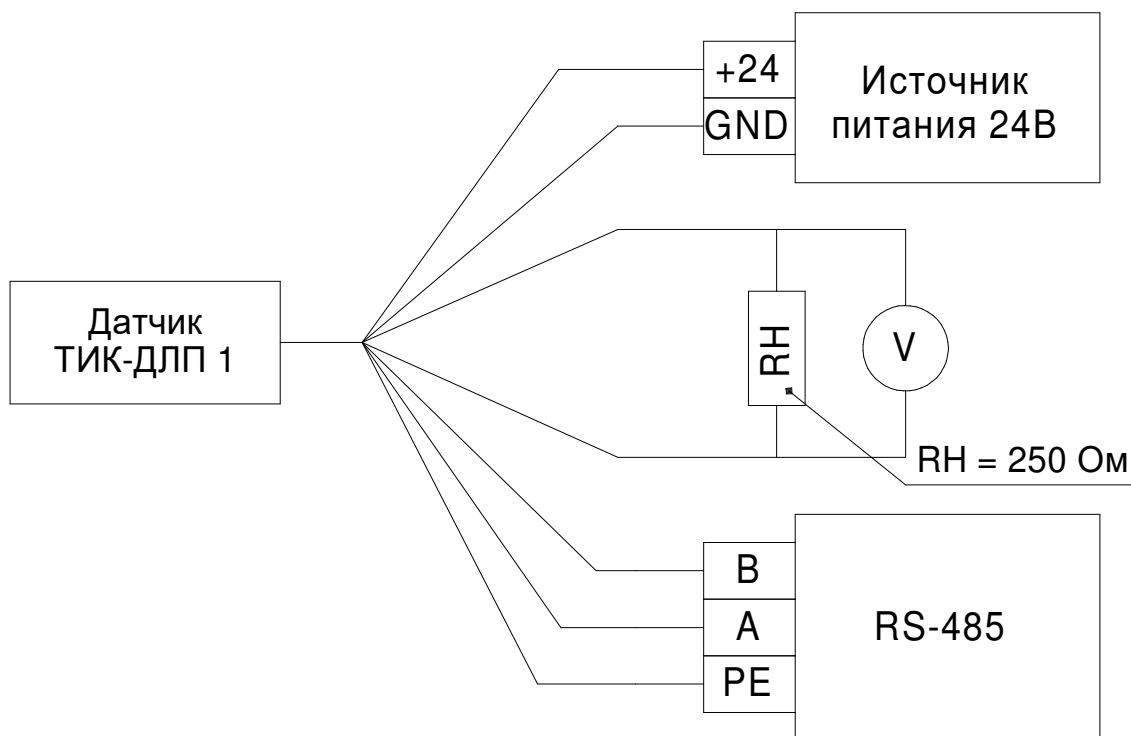 +24
GND
Источник
питания 24В
Датчик
ТИК-ДЛП 1
RH
V
RH = 250 Ом
B
A
PE
RS-485